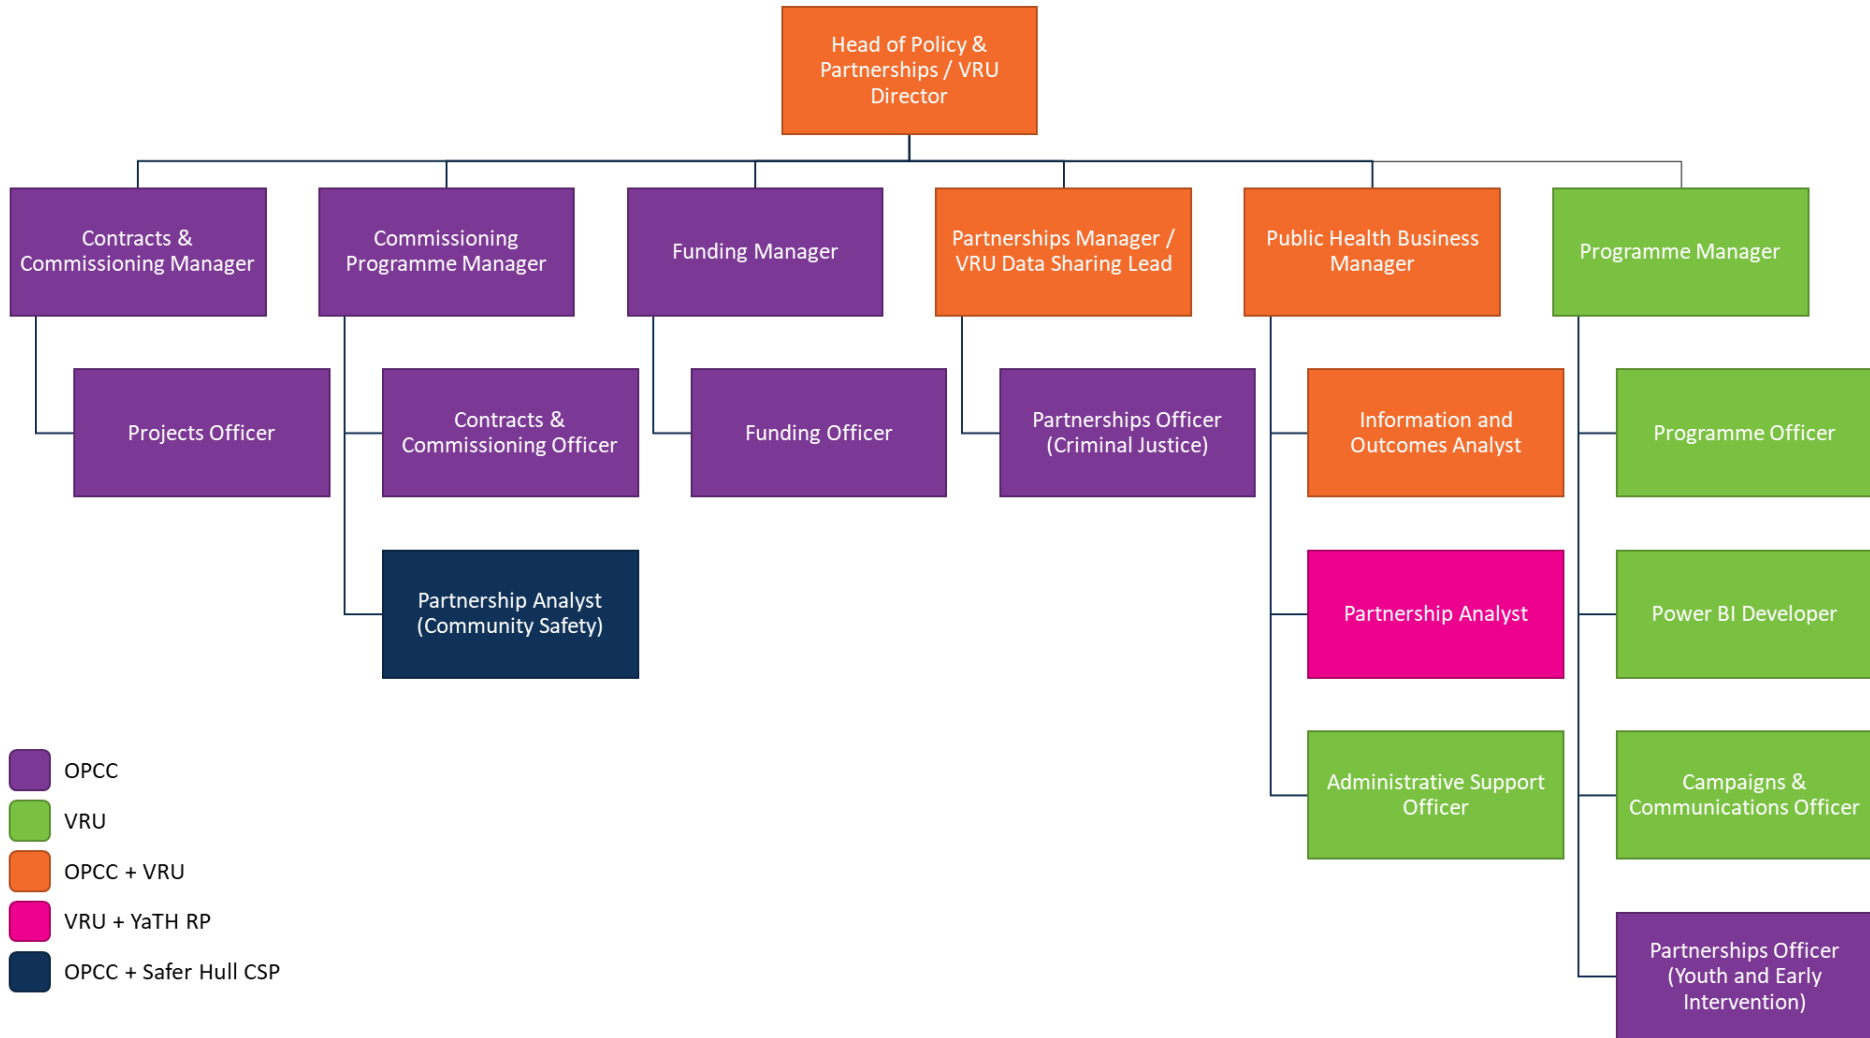 Head of Policy &
Partnerships / VRU
Director
Contracts &
Commissioning Manager
Commissioning
Programme Manager
Funding Manager
Partnerships Manager /
VRU Data Sharing Lead
Public Health Business
Manager
Programme Manager
Projects Officer
Contracts &
Commissioning Officer
Funding Officer
Partnerships Officer
(Criminal Justice)
Information and
Outcomes Analyst
Programme Officer
Partnership Analyst
(Community Safety)
Partnership Analyst
Power BI Developer
Administrative Support
Officer
Campaigns &
Communications Officer
Partnerships Officer
(Youth and Early
Intervention)
OPCC
VRU
OPCC + VRU
VRU + YaTH RP
OPCC + Safer Hull CSP